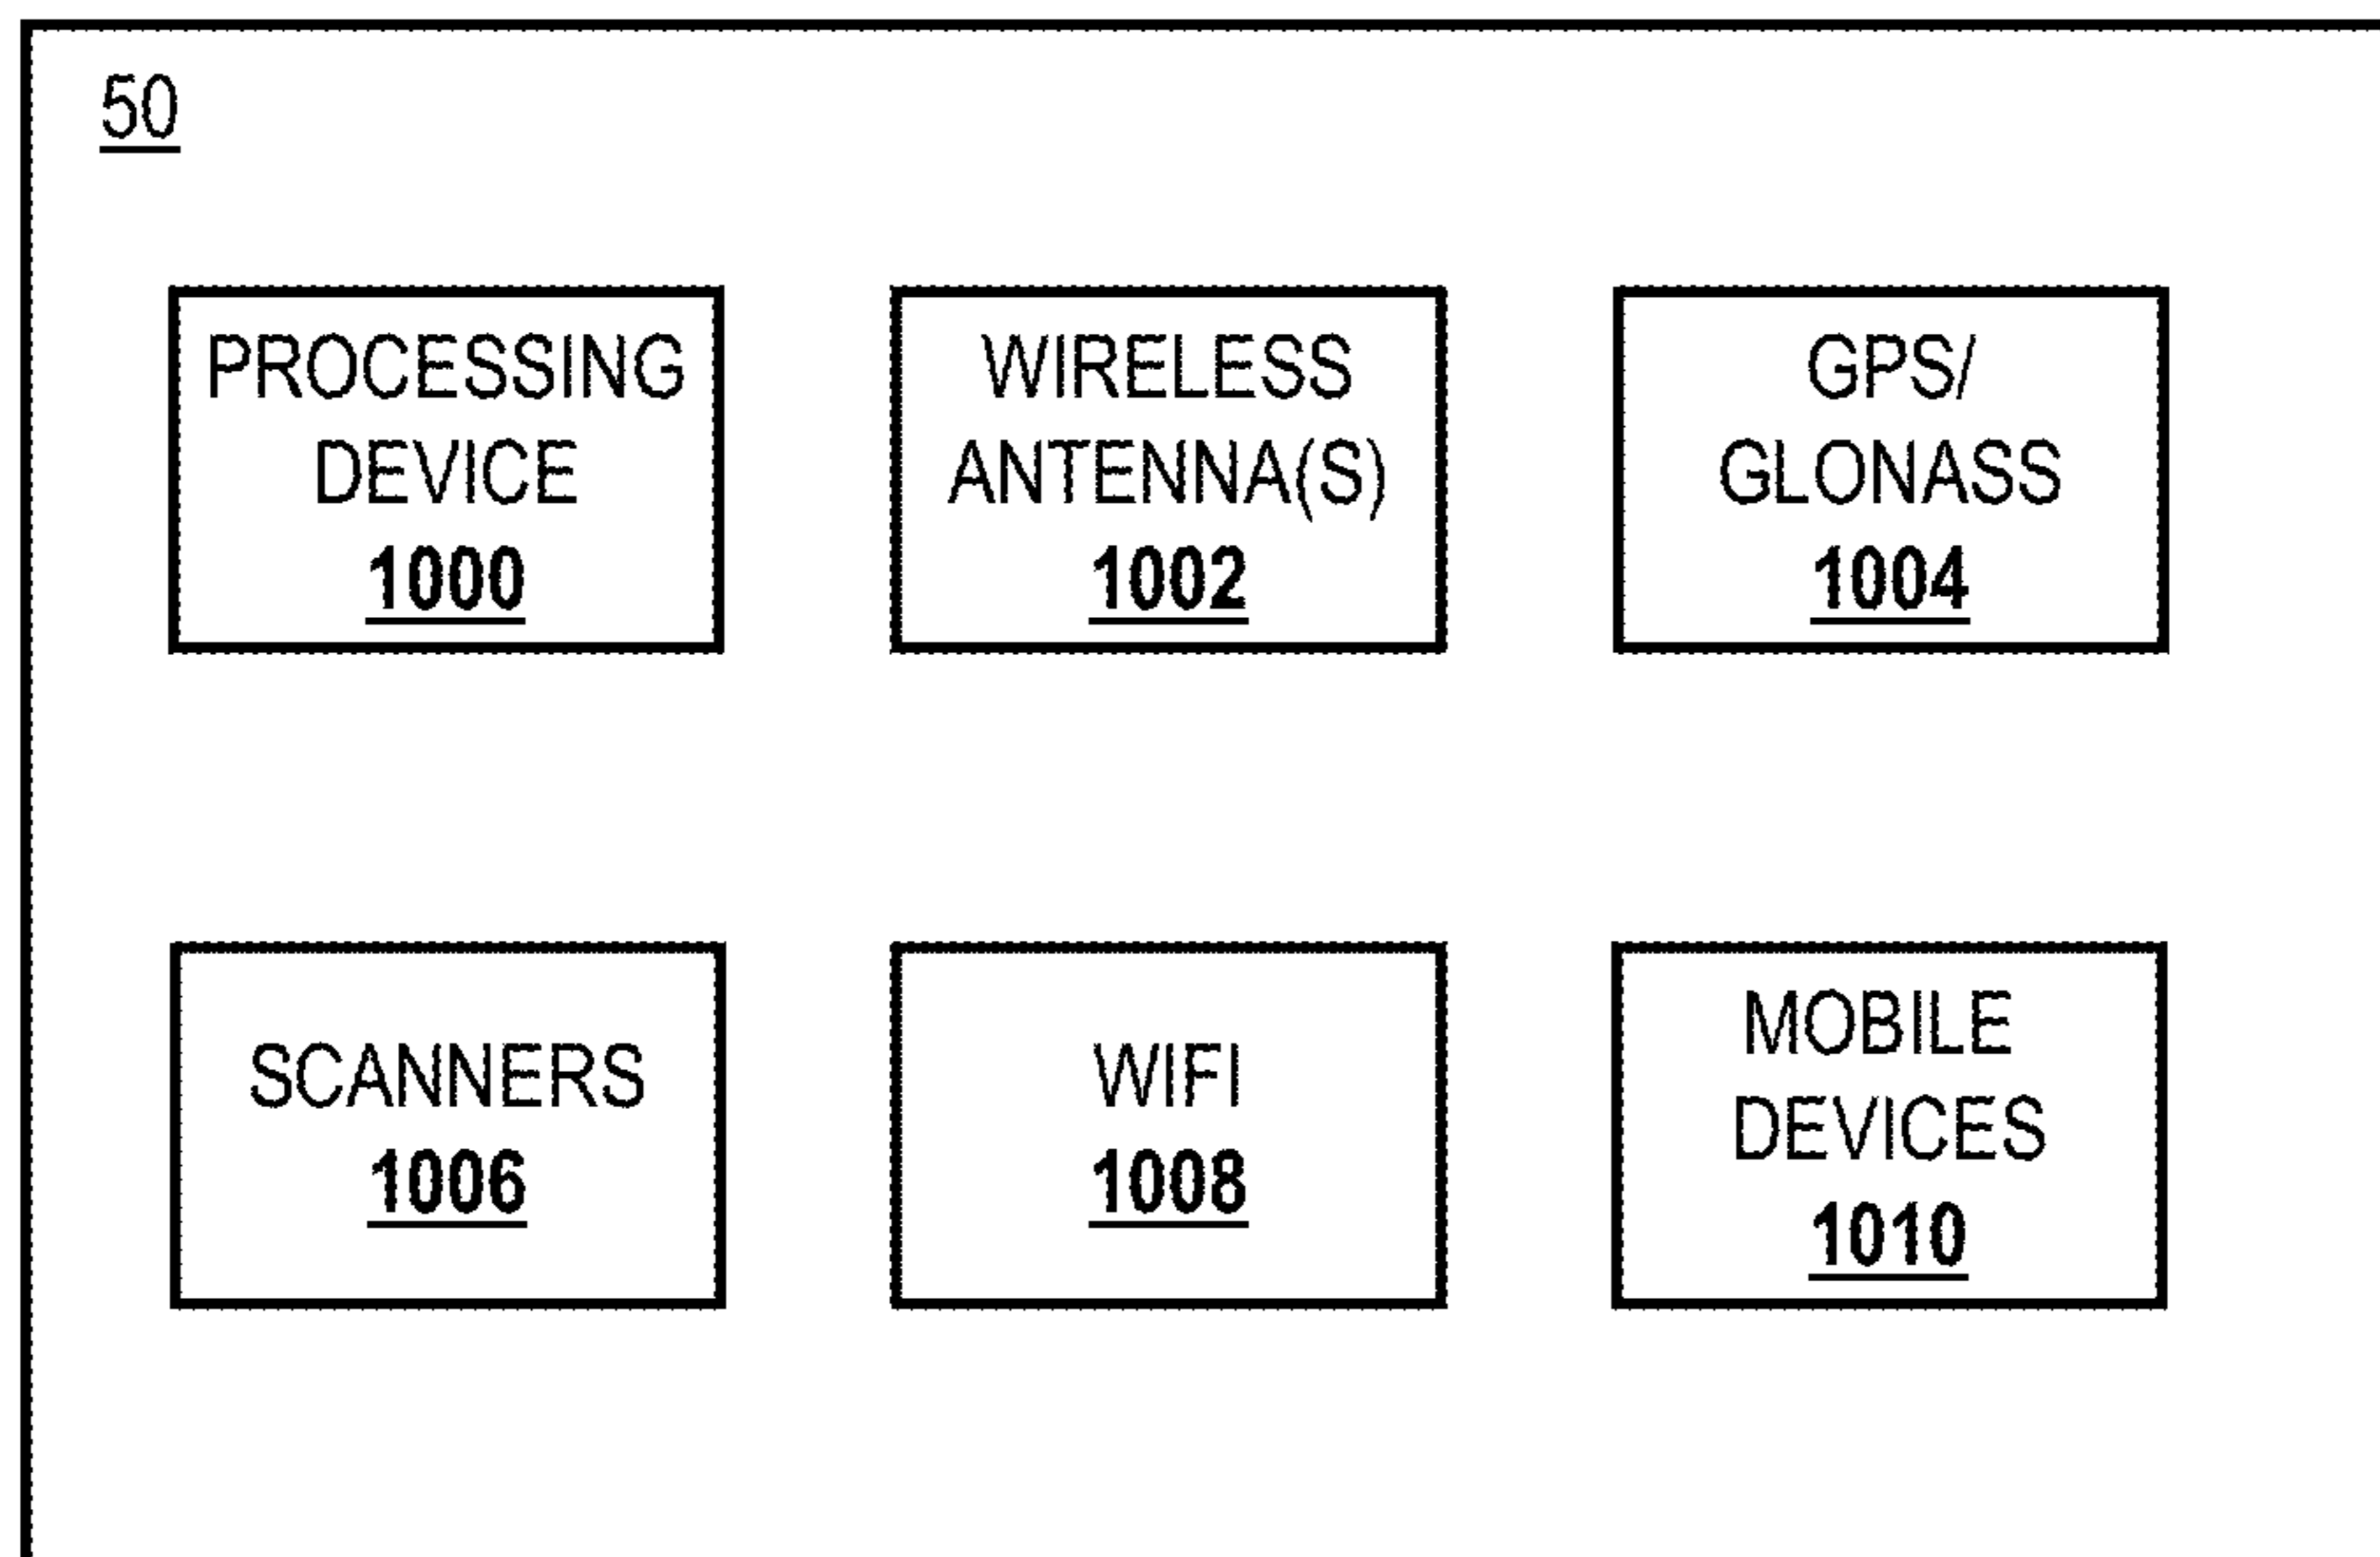 50
PROCESSING
DEVICE
1000
WIRELESS
ANTENNA(S)
1002
GPS/
GLONASS
1004
SCANNERS
1006
WIFI
1008
MOBILE
DEVICES
1010